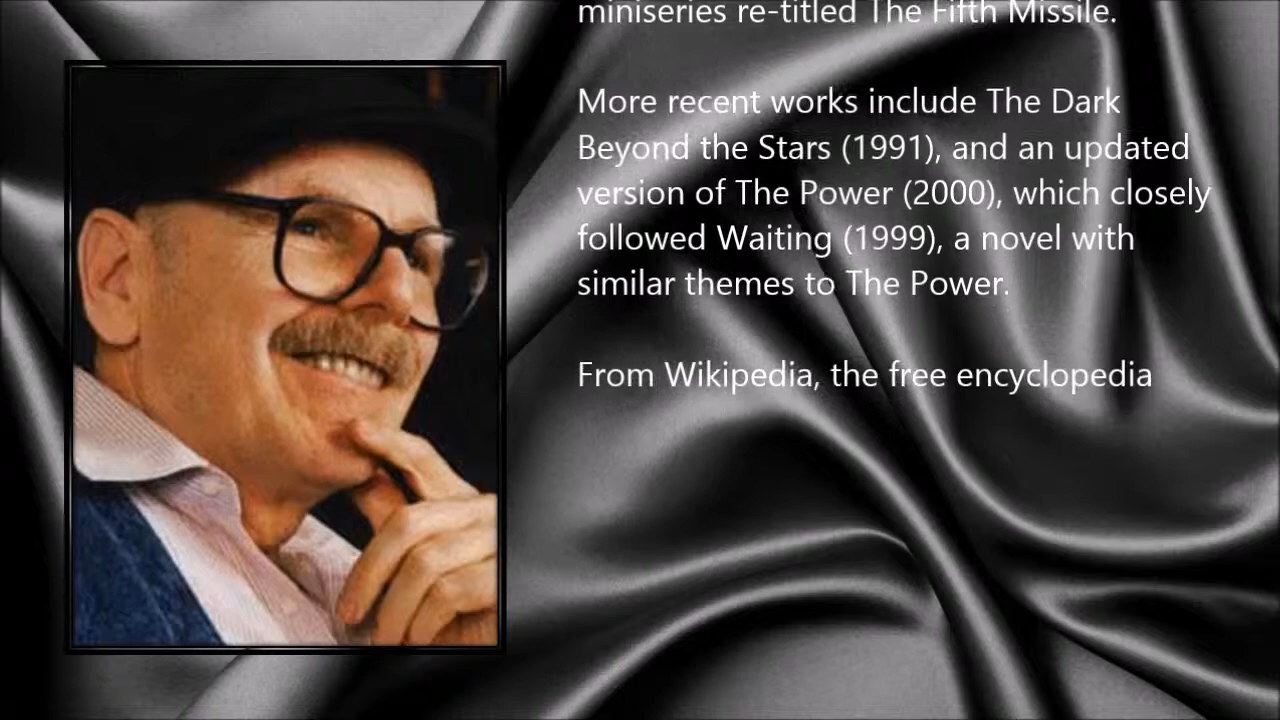 miniseries re-titled The Fifth Missile.
More recent works include The Dark
Beyond the Stars (1991), and an updated
version of The Power (2000), which closely
followed Waiting (1999), a novel with
similar themes to The Power.
From Wikipedia, the free encyclopedia